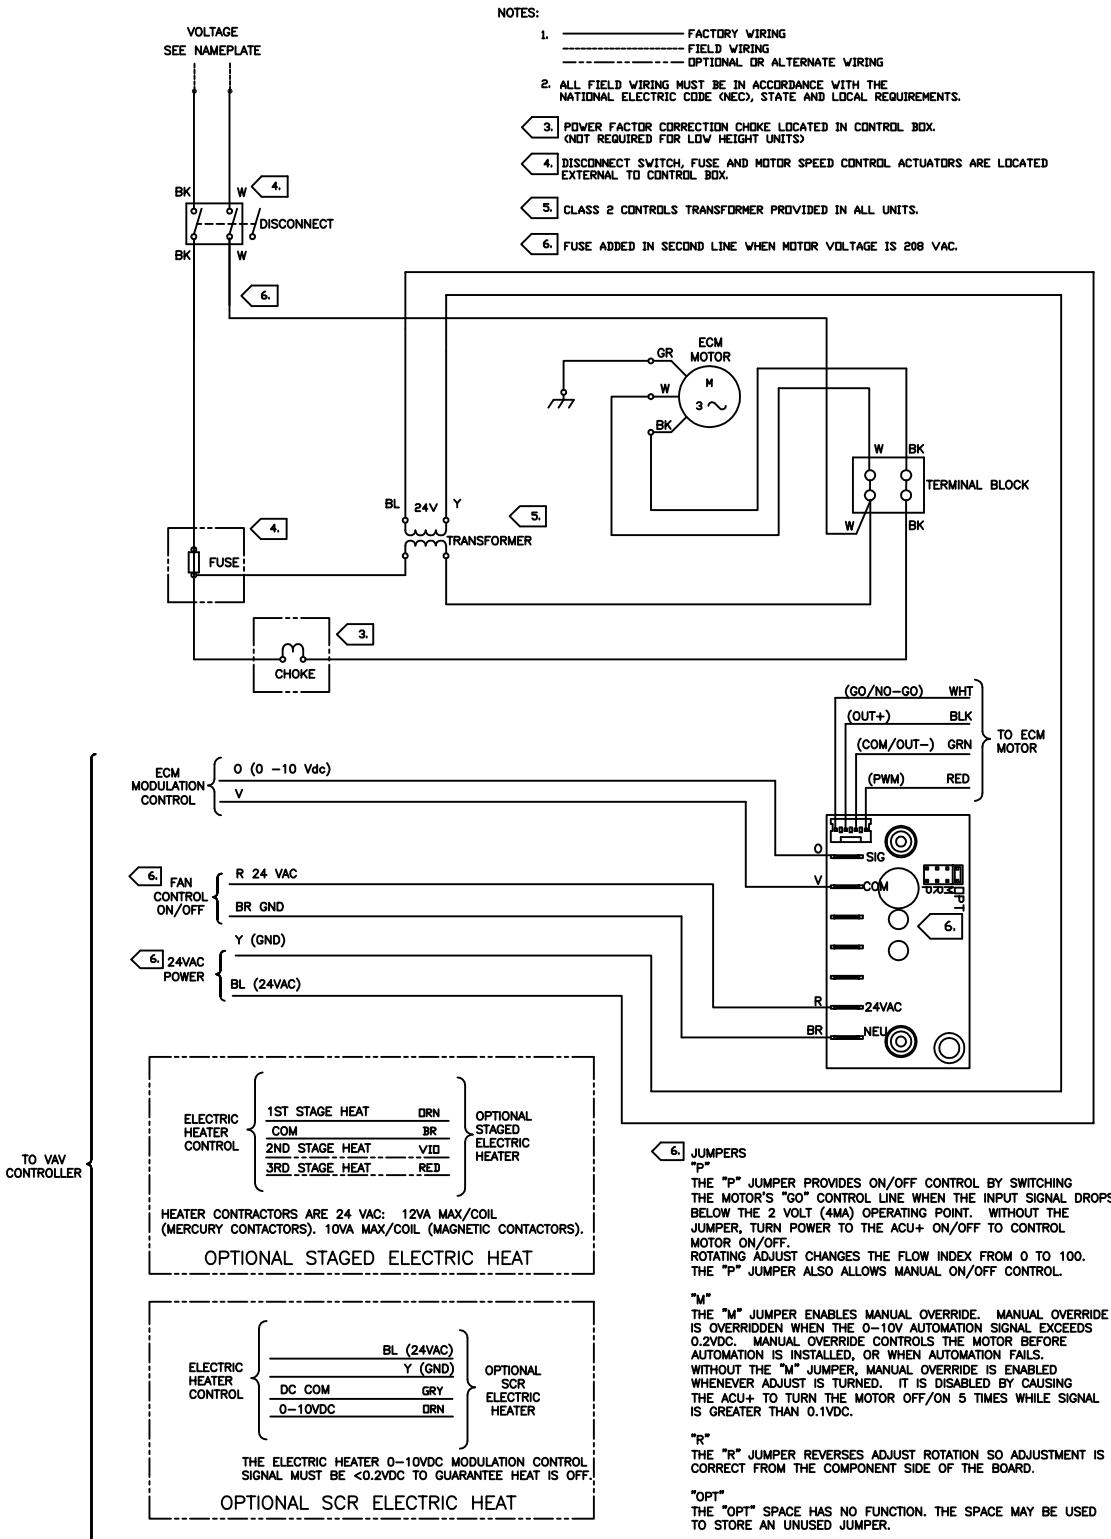 NOTES:
1. FACTORY WIRING
FIELD WIRING
OPTIONAL OR ALTERNATE WIRING
2. ALL FIELD WIRING MUST BE IN ACCORDANCE WITH THE
NATIONAL ELECTRIC CODE (NEC), STATE AND LOCAL REQUIREMENTS.
3. POWER FACTOR CORRECTION CHOKE LOCATED IN CONTROL BOX.
(NOT REQUIRED FOR LOW HEIGHT UNITS)
4. DISCONNECT SWITCH, FUSE AND MOTOR SPEED CONTROL ACTUATORS ARE LOCATED
EXTERNAL TO CONTROL BOX.
5. CLASS 2 CONTROLS TRANSFORMER PROVIDED IN ALL UNITS.
6. FUSE ADDED IN SECOND LINE WHEN MOTOR VOLTAGE IS 208 VAC.
VOLTAGE
SEE NAMEPLATE
BK
W
4.
DISCONNECT
BK
W
6.
ECM
MOTOR
GR
M
W
3
BK
W
BK
TERMINAL BLOCK
W
BK
BL
24V
Y
5.
TRANSFORMER
4.
FUSE
3.
CHOKE
(GO/NO-GO) WHT
(OUT+) BLK
(COM/OUT-) GRN
(PWM) RED
TO ECM
MOTOR
ECM
MODULATION
CONTROL
O (0 -10 Vdc)
V
6. FAN
CONTROL
ON/OFF
R 24 VAC
BR GND
6. 24VAC
POWER
Y (GND)
BL (24VAC)
O
SIG
V
COM
P
R
M
OPT
6.
R
24VAC
BR
NEU
TO VAV
CONTROLLER
ELECTRIC
HEATER
CONTROL
1ST STAGE HEAT ORN
COM BR
2ND STAGE HEAT VIO
3RD STAGE HEAT RED
OPTIONAL
STAGED
ELECTRIC
HEATER
HEATER CONTRACTORS ARE 24 VAC: 12VA MAX/COIL
(MERCURY CONTACTORS). 10VA MAX/COIL (MAGNETIC CONTACTORS).
OPTIONAL STAGED ELECTRIC HEAT
ELECTRIC
HEATER
CONTROL
BL (24VAC)
Y (GND)
DC COM GRY
0-10VDC ORN
OPTIONAL
SCR
ELECTRIC
HEATER
THE ELECTRIC HEATER 0-10VDC MODULATION CONTROL
SIGNAL MUST BE <0.2VDC TO GUARANTEE HEAT IS OFF.
OPTIONAL SCR ELECTRIC HEAT
6. JUMPERS
"P"
THE "P" JUMPER PROVIDES ON/OFF CONTROL BY SWITCHING
THE MOTOR'S "GO" CONTROL LINE WHEN THE INPUT SIGNAL DROPS
BELOW THE 2 VOLT (4MA) OPERATING POINT. WITHOUT THE
JUMPER, TURN POWER TO THE ACU+ ON/OFF TO CONTROL
MOTOR ON/OFF.
ROTATING ADJUST CHANGES THE FLOW INDEX FROM 0 TO 100.
THE "P" JUMPER ALSO ALLOWS MANUAL ON/OFF CONTROL.
"M"
THE "M" JUMPER ENABLES MANUAL OVERRIDE. MANUAL OVERRIDE
IS OVERRIDDEN WHEN THE 0-10V AUTOMATION SIGNAL EXCEEDS
0.2VDC. MANUAL OVERRIDE CONTROLS THE MOTOR BEFORE
AUTOMATION IS INSTALLED, OR WHEN AUTOMATION FAILS.
WITHOUT THE "M" JUMPER, MANUAL OVERRIDE IS ENABLED
WHENEVER ADJUST IS TURNED. IT IS DISABLED BY CAUSING
THE ACU+ TO TURN THE MOTOR OFF/ON 5 TIMES WHILE SIGNAL
IS GREATER THAN 0.1VDC.
"R"
THE "R" JUMPER REVERSES ADJUST ROTATION SO ADJUSTMENT IS
CORRECT FROM THE COMPONENT SIDE OF THE BOARD.
"OPT"
THE "OPT" SPACE HAS NO FUNCTION. THE SPACE MAY BE USED
TO STORE AN UNUSED JUMPER.